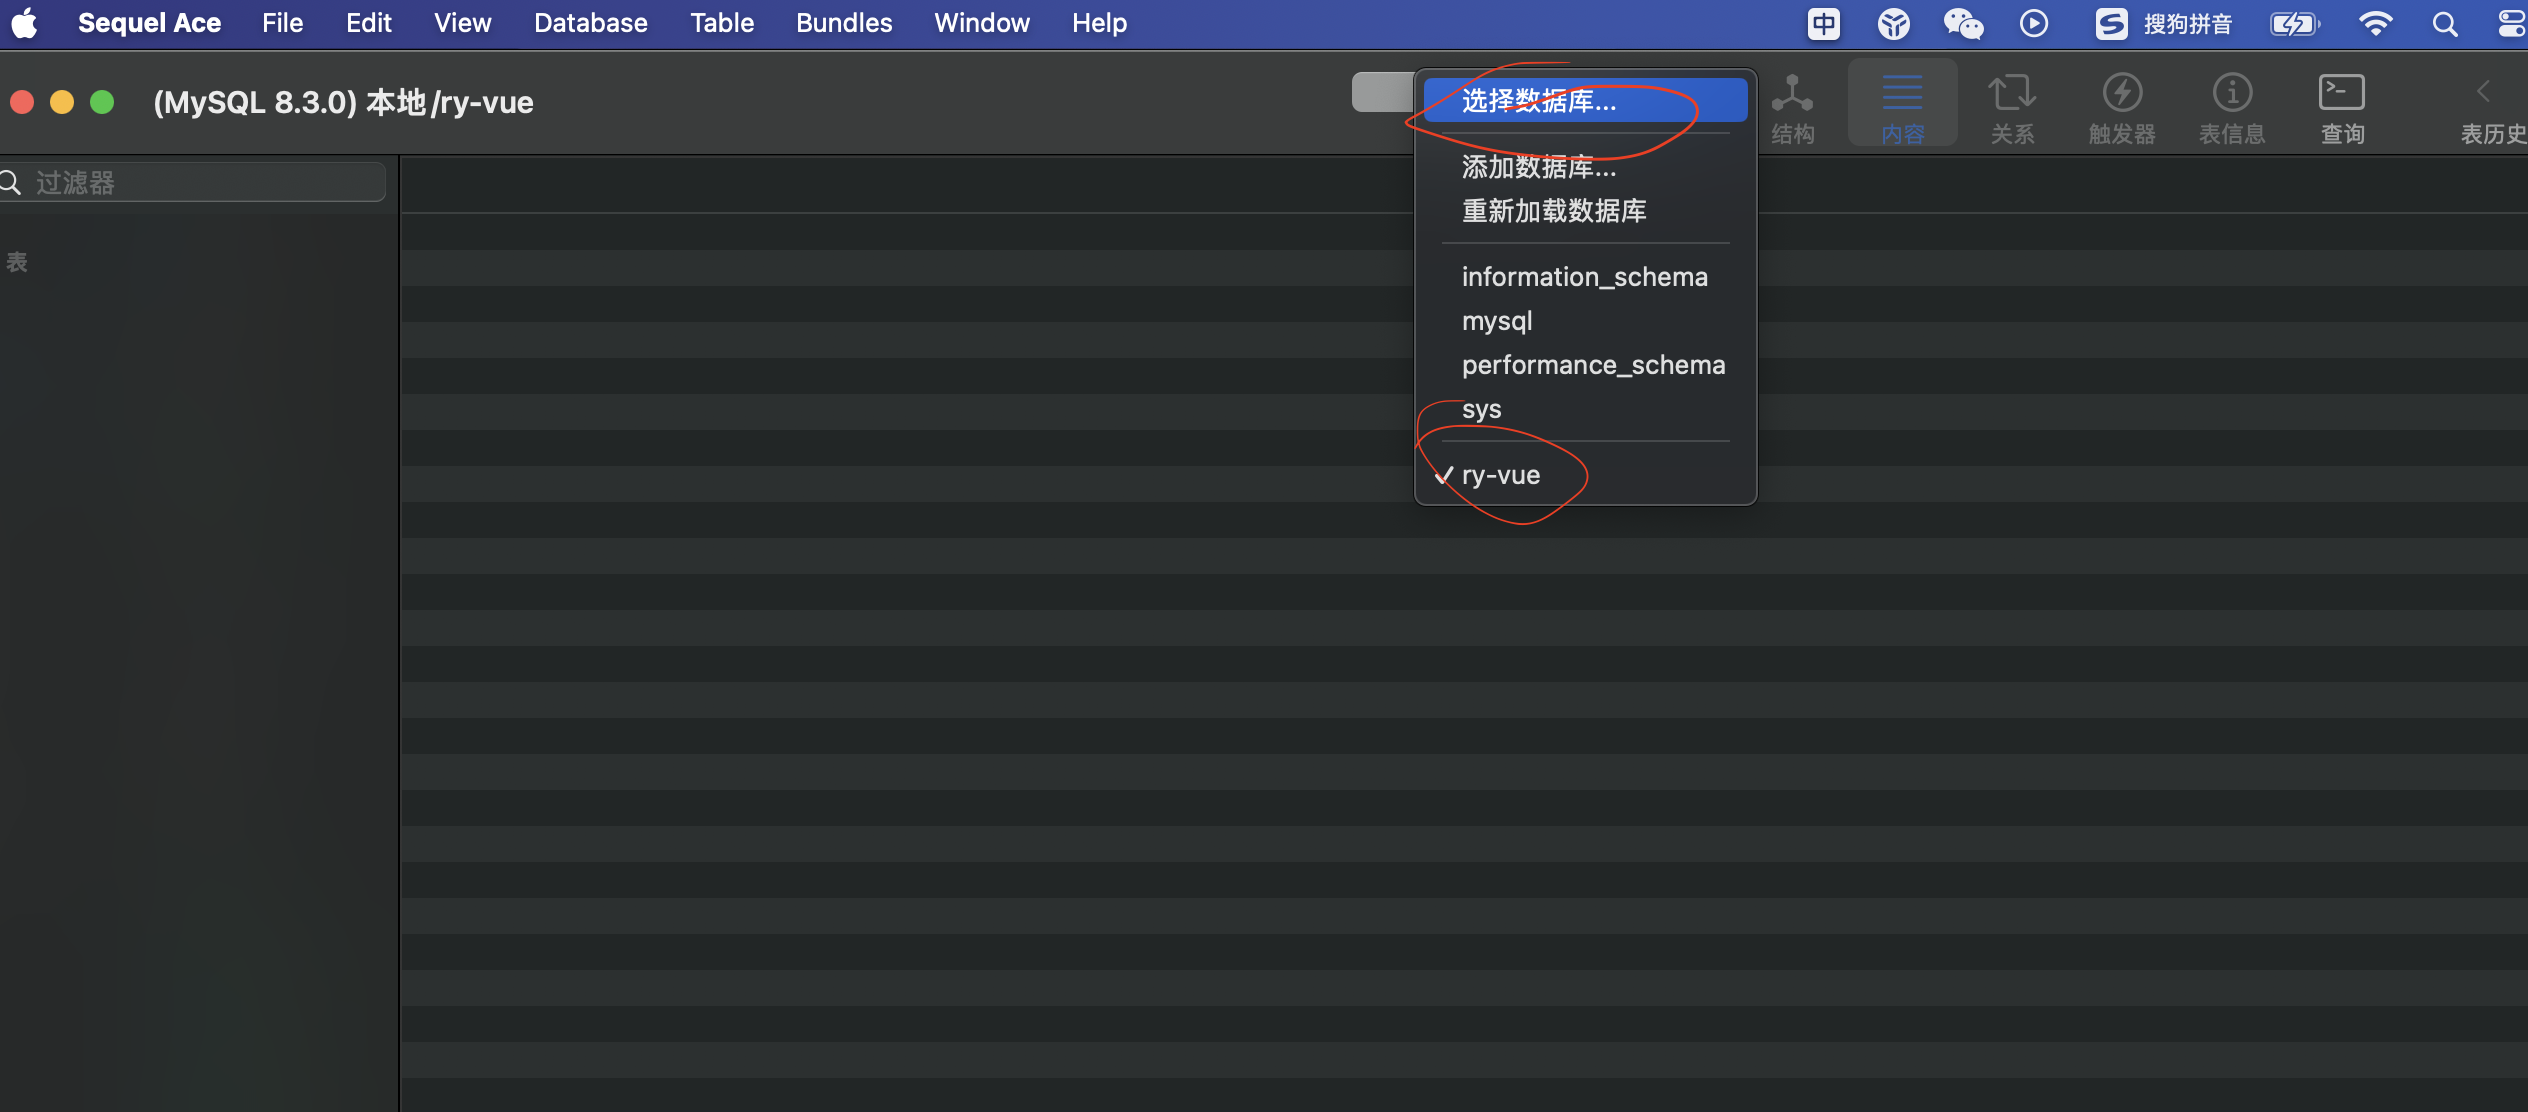 Sequel Ace File Edit View Database Table Bundles Window Help 中 搜狗拼音
(MySQL 8.3.0) 本地/ry-vue
选择数据库...
添加数据库...
重新加载数据库
information_schema
mysql
performance_schema
sys
ry-vue
结构 内容 关系 触发器 表信息 查询 表历史
过滤器
表